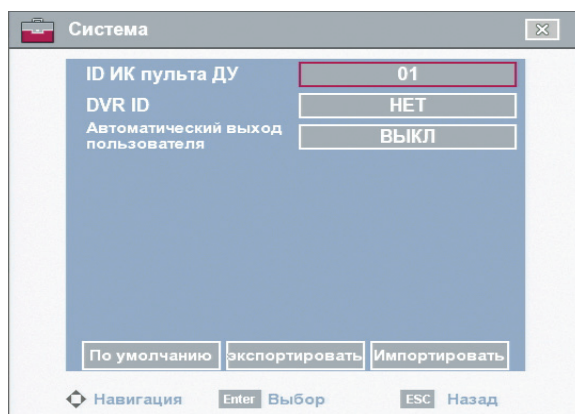 Система
ID ИК пульта ДУ 01
DVR ID НЕТ
Автоматический выход
пользователя ВЫКЛ
По умолчанию экспортировать Импортировать
Навигация Enter Выбор ESC Назад